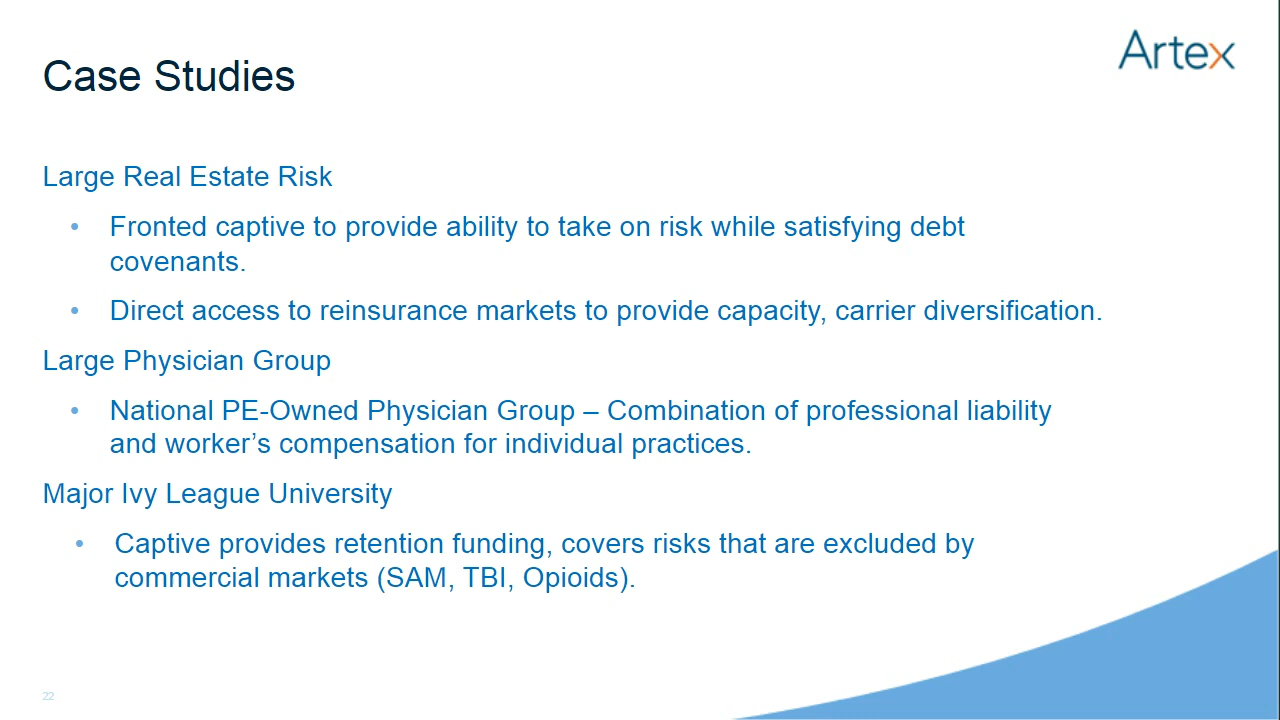 Artex
Case Studies
Large Real Estate Risk
• Fronted captive to provide ability to take on risk while satisfying debt
covenants.
• Direct access to reinsurance markets to provide capacity, carrier diversification.
Large Physician Group
• National PE-Owned Physician Group – Combination of professional liability
and worker’s compensation for individual practices.
Major Ivy League University
• Captive provides retention funding, covers risks that are excluded by
commercial markets (SAM, TBI, Opioids).
22